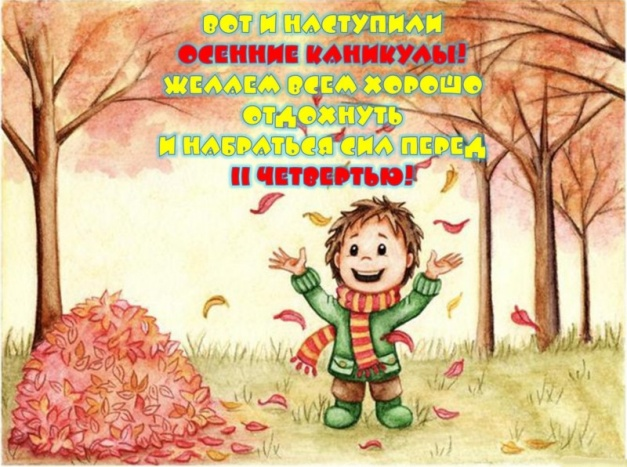 ВОТ И НАСТУПИЛИ
ОСЕННИЕ КАНИКУЛЫ!
ЖЕЛАЕМ ВСЕМ ХОРОШО
ОТДОХНУТЬ
И НАБРАТЬСЯ СИЛ ПЕРЕД
II ЧЕТВЕРТЬЮ!